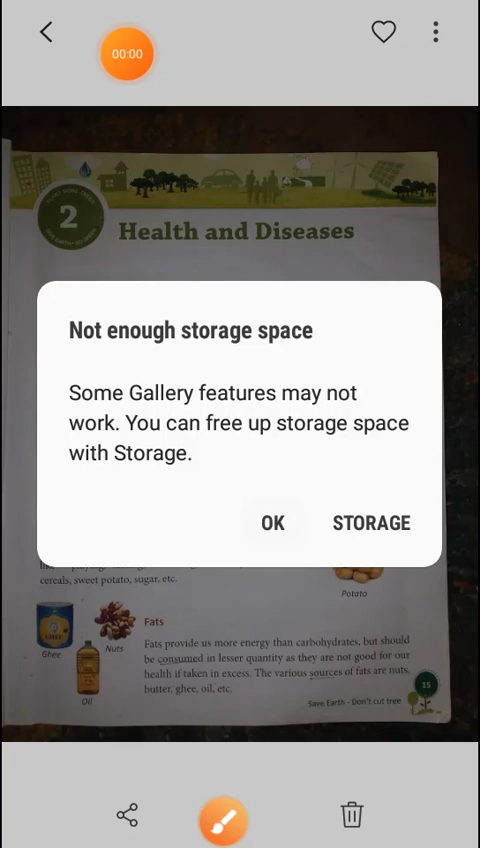 00:00
2
Health and Diseases
Not enough storage space
Some Gallery features may not
work. You can free up storage space
with Storage.
OK
STORAGE
cereals, sweet potato, sugar, etc.
Potato
Ghee
Nuts
Oil
Fats
Fats provide us more energy than carbohydrates, but should
be consumed in lesser quantity as they are not good for our
health if taken in excess. The various sources of fats are nuts,
butter, ghee, oil, etc.
15
Save Earth - Don't cut tree